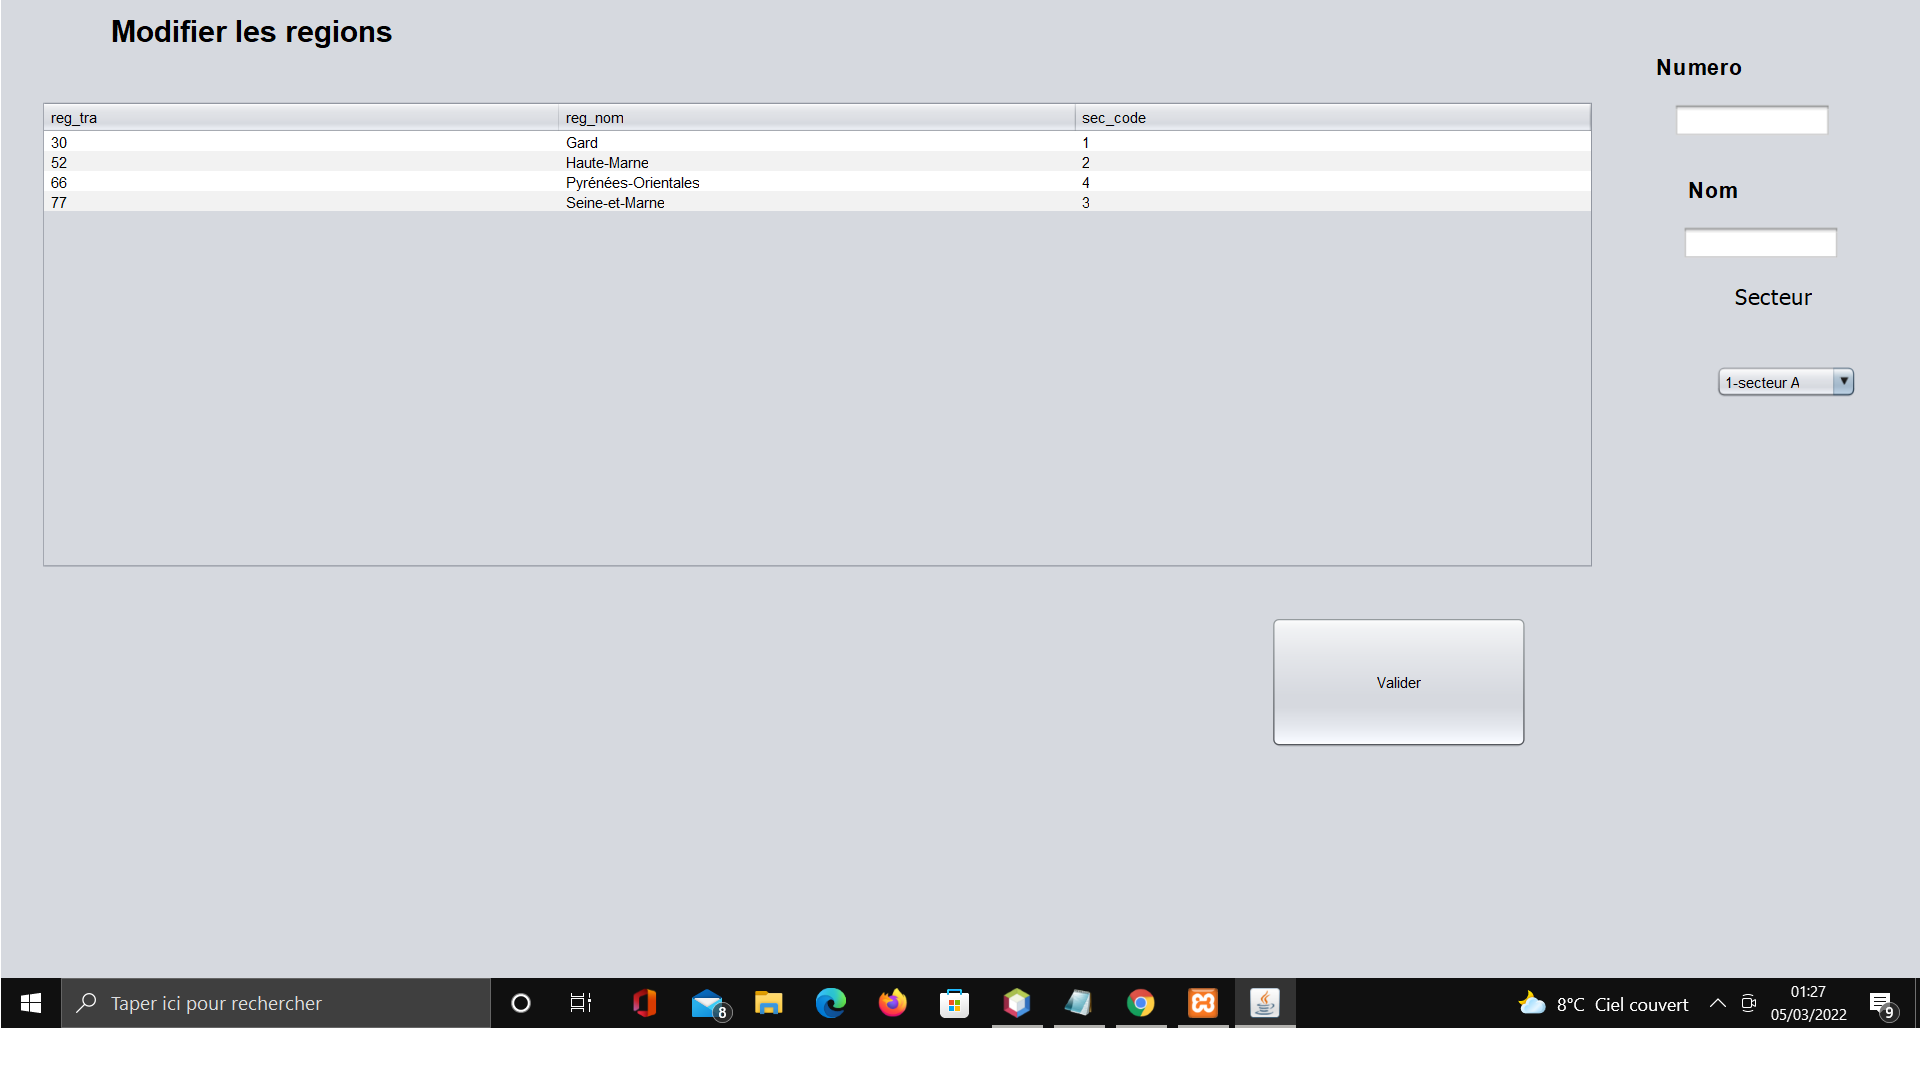 Modifier les regions
Numero
reg_tra reg_nom sec_code
30 Gard 1
52 Haute-Marne 2
66 Pyrénées-Orientales 4
77 Seine-et-Marne 3
Nom
Secteur
1-secteur A
Valider
Taper ici pour rechercher
8
8°C Ciel couvert
01:27
05/03/2022
9